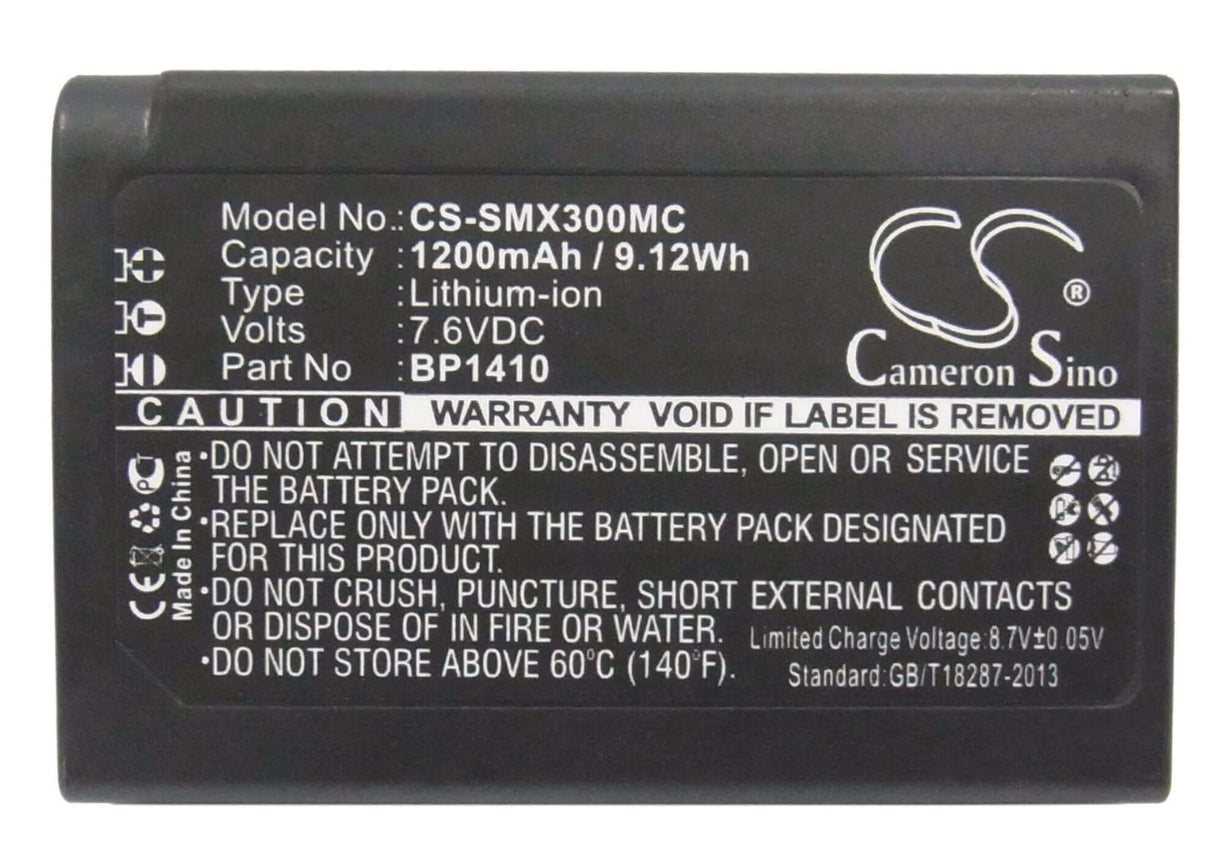 Model No.: CS-SMX300MC
Capacity : 1200mAh / 9.12Wh
Type : Lithium-ion
Volts : 7.6VDC
Part No : BP1410
CS ®
Cameron Sino
CAUTION WARRANTY VOID IF LABEL IS REMOVED
•DO NOT ATTEMPT TO DISASSEMBLE, OPEN OR SERVICE
THE BATTERY PACK.
•REPLACE ONLY WITH THE BATTERY PACK DESIGNATED
FOR THIS PRODUCT.
•DO NOT CRUSH, PUNCTURE, SHORT EXTERNAL CONTACTS
OR DISPOSE OF IN FIRE OR WATER.
•DO NOT STORE ABOVE 60°C (140°F).
Limited Charge Voltage:8.7V±0.05V
Standard:GB/T18287-2013
Made In China
CE
PCT